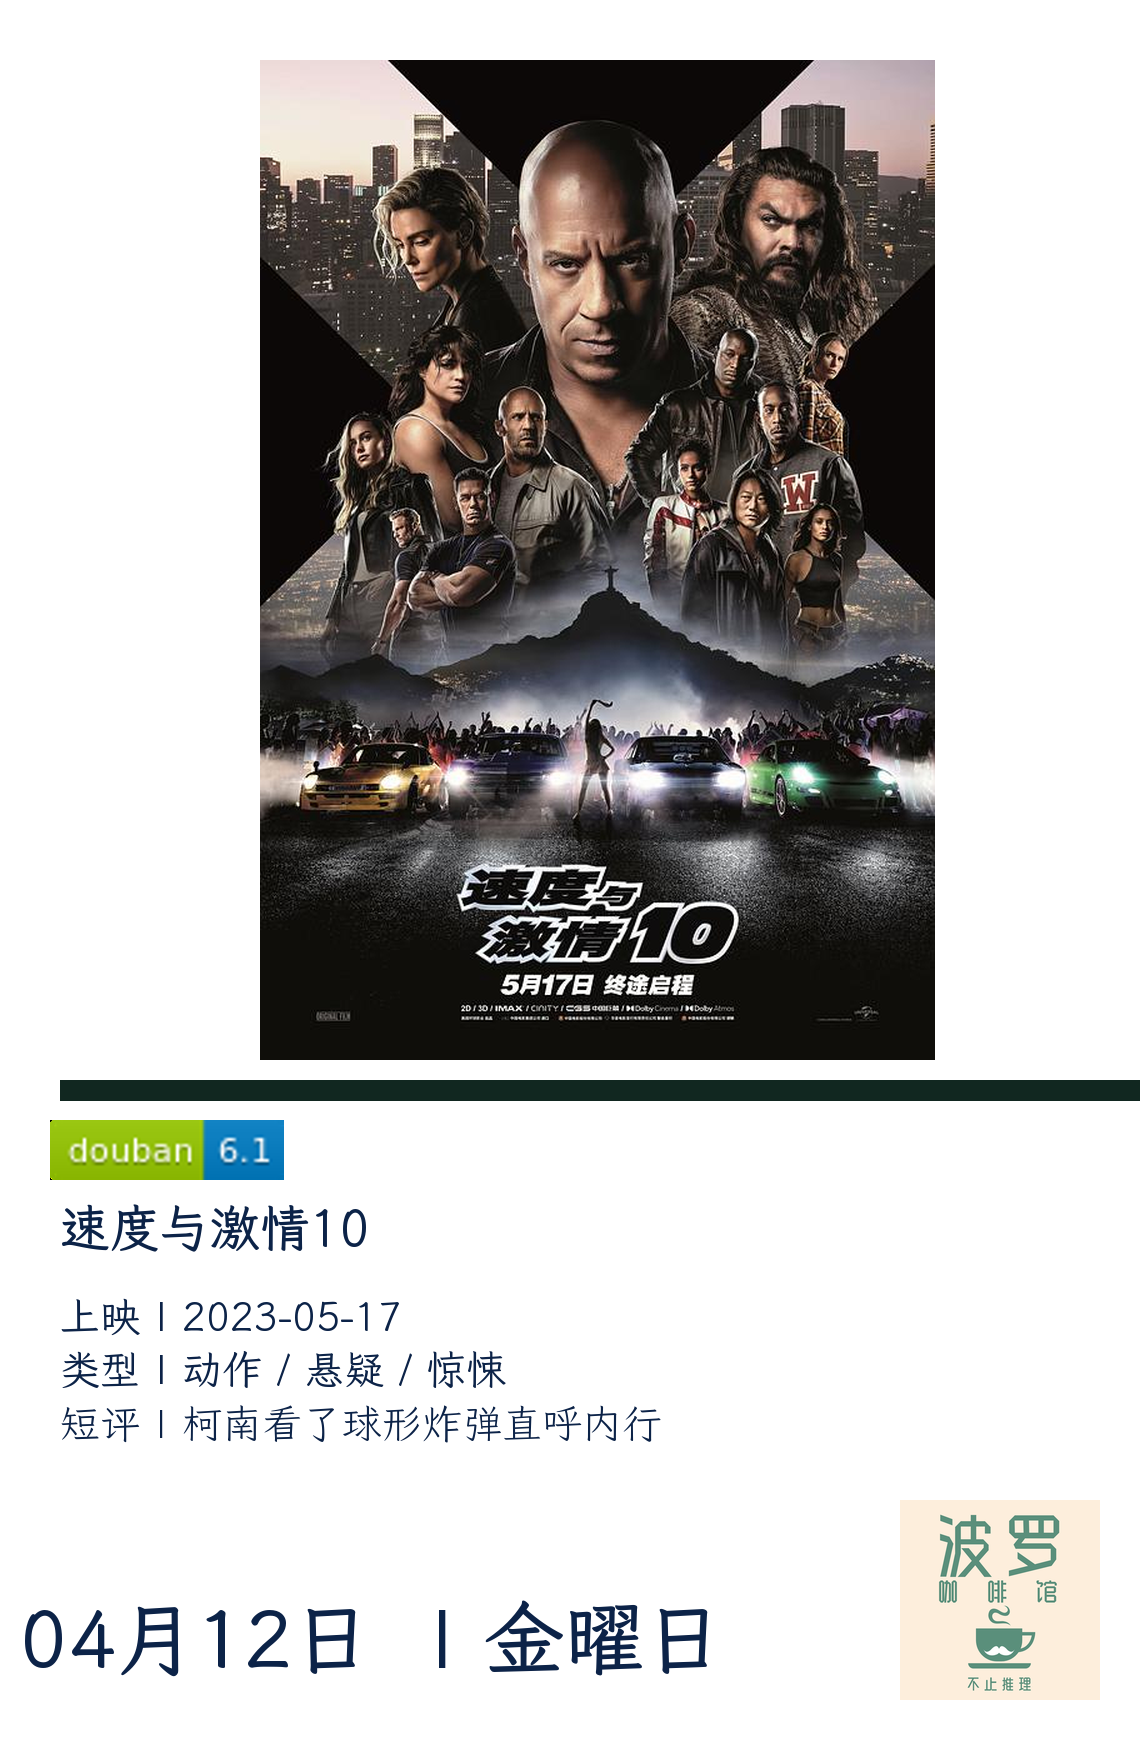 W
速度与
激情10
5月17日 终途启程
2D / 3D / IMAX / CINITY / CGS 中国巨幕 / Dolby Cinema / Dolby Atmos
ORIGINAL FILM
UNIVERSAL
douban 6.1
速度与激情10
上映 | 2023-05-17
类型 | 动作 / 悬疑 / 惊悚
短评 | 柯南看了球形炸弹直呼内行
04月12日 | 金曜日
波罗
咖啡馆
不止推理